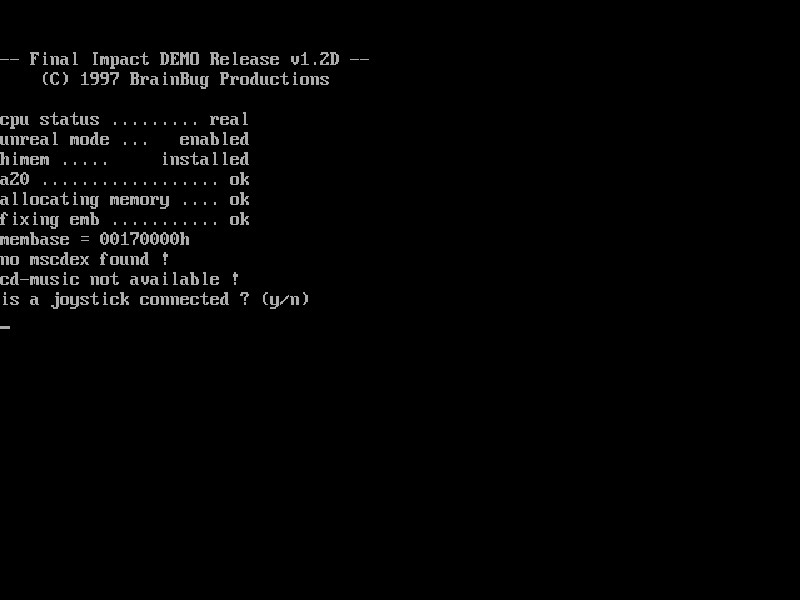 -- Final Impact DEMO Release v1.2D --
(C) 1997 BrainBug Productions
cpu status ......... real
unreal mode ...   enabled
himem .....     installed
a20 .................. ok
allocating memory .... ok
fixing emb ........... ok
membase = 00170000h
no mscdex found !
cd-music not available !
is a joystick connected ? (y/n)
_